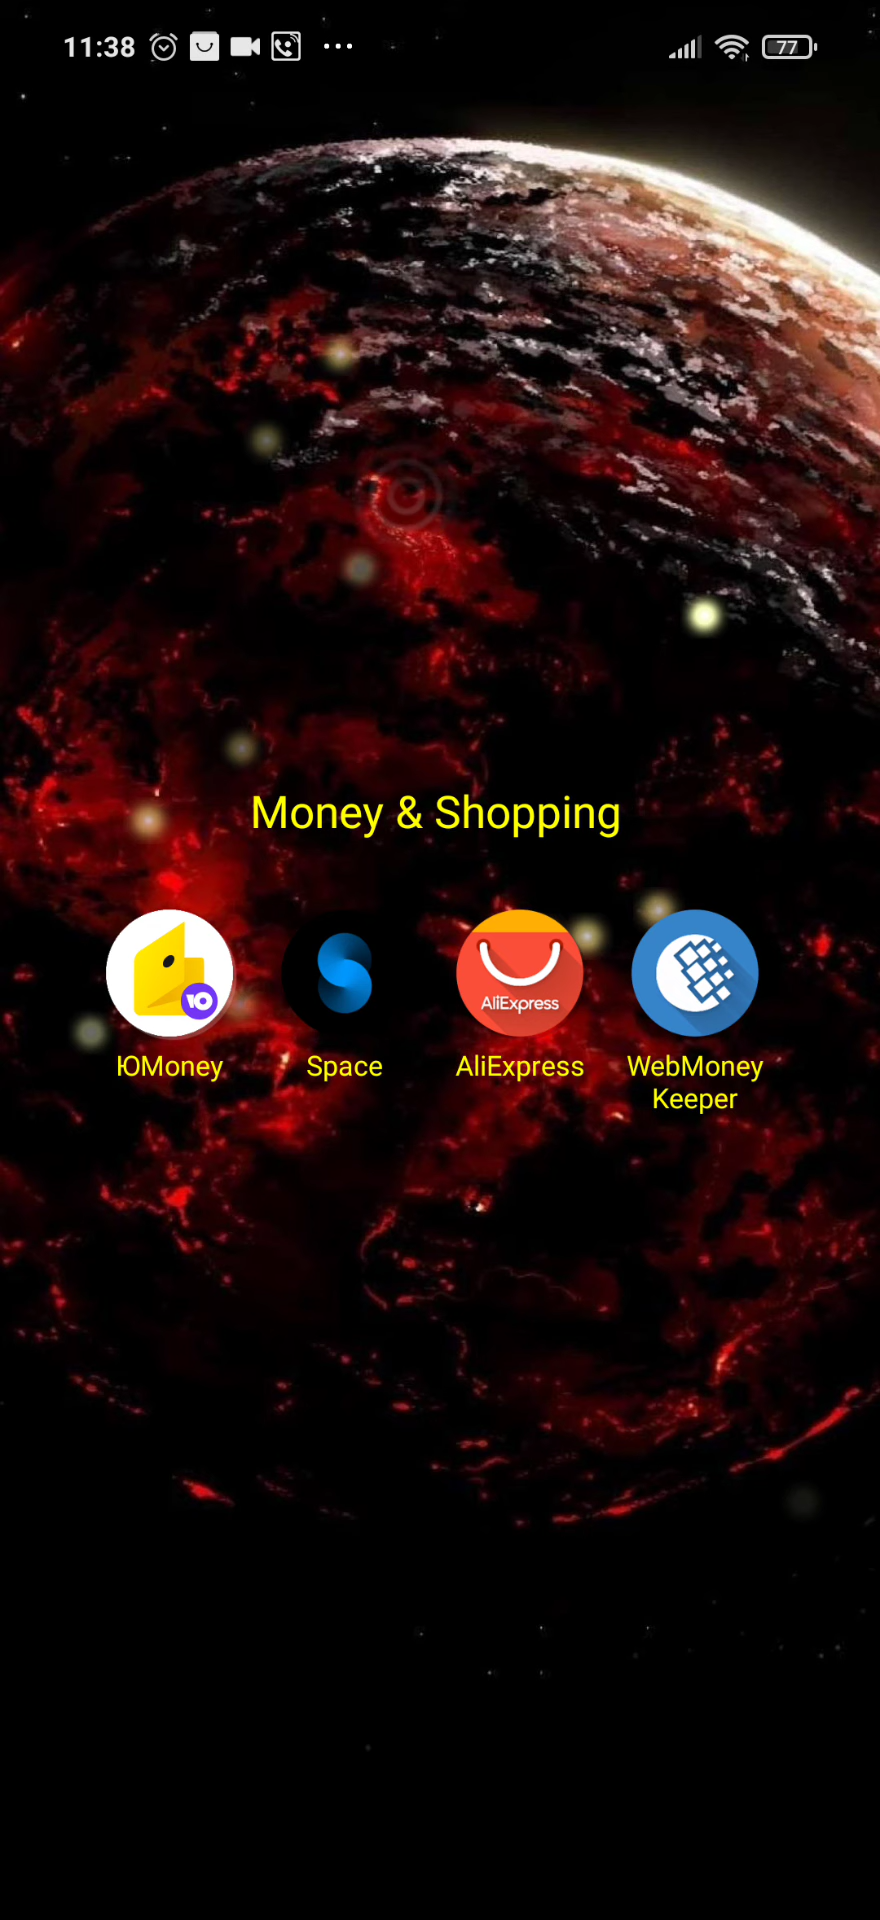 11:38
77
Money & Shopping
Ю
AliExpress
ЮMoney
Space
AliExpress
WebMoney
Keeper